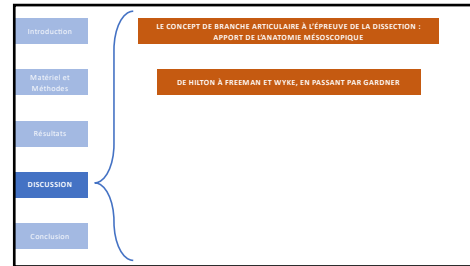 Introduction
Matériel et
Méthodes
Résultats
DISCUSSION
Conclusion
LE CONCEPT DE BRANCHE ARTICULAIRE À L'ÉPREUVE DE LA DISSECTION :
APPORT DE L'ANATOMIE MÉSOSCOPIQUE
DE HILTON À FREEMAN ET WYKE, EN PASSANT PAR GARDNER